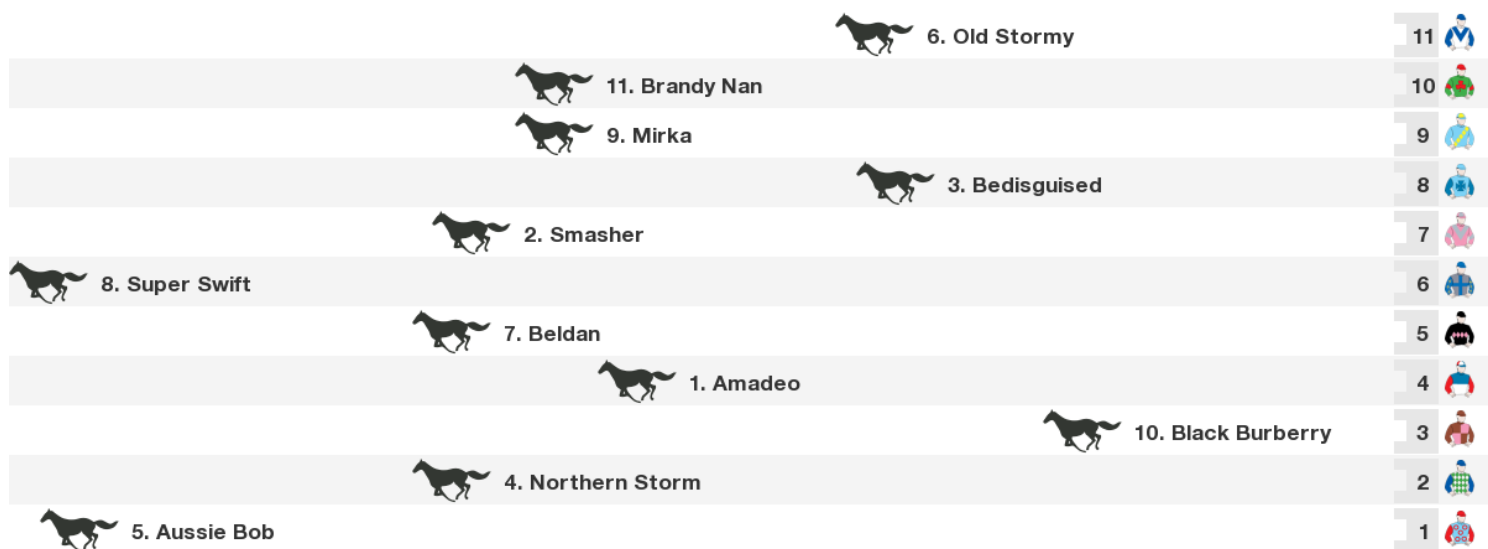 6. Old Stormy 11
11. Brandy Nan 10
9. Mirka 9
3. Bedisguised 8
2. Smasher 7
8. Super Swift 6
7. Beldan 5
1. Amadeo 4
10. Black Burberry 3
4. Northern Storm 2
5. Aussie Bob 1